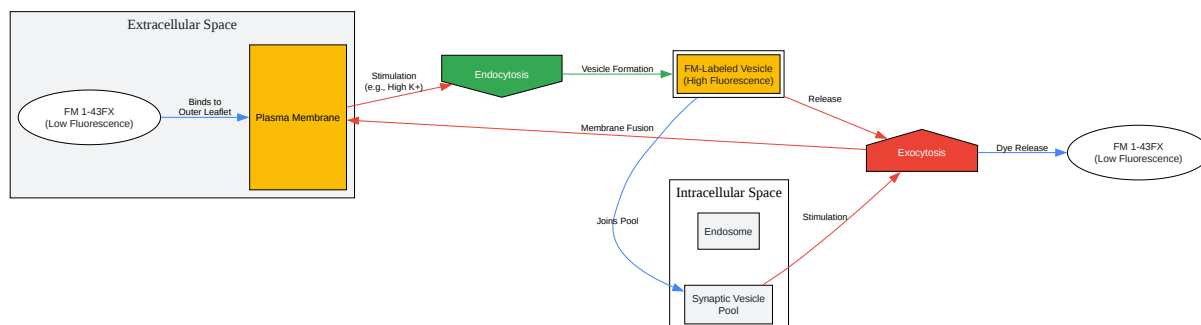 Extracellular Space
FM 1-43FX
(Low Fluorescence)
Binds to
Outer Leaflet
Plasma Membrane
Stimulation
(e.g., High K+)
Endocytosis
Vesicle Formation
FM-Labeled Vesicle
(High Fluorescence)
Release
Membrane Fusion
Exocytosis
Dye Release
FM 1-43FX
(Low Fluorescence)
Intracellular Space
Joins Pool
Endosome
Stimulation
Synaptic Vesicle
Pool